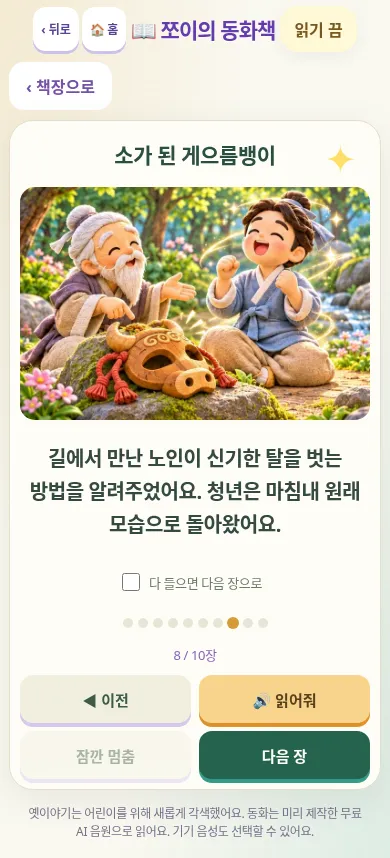 ‹ 뒤로 🏠 홈 📖 쪼이의 동화책 읽기 끔
‹ 책장으로
소가 된 게으름뱅이
길에서 만난 노인이 신기한 탈을 벗는
방법을 알려주었어요. 청년은 마침내 원래
모습으로 돌아왔어요.
다 들으면 다음 장으로
8 / 10장
◀ 이전 🔊 읽어줘
잠깐 멈춤 다음 장
옛이야기는 어린이를 위해 새롭게 각색했어요. 동화는 미리 제작한 무료
AI 음원으로 읽어요. 기기 음성도 선택할 수 있어요.